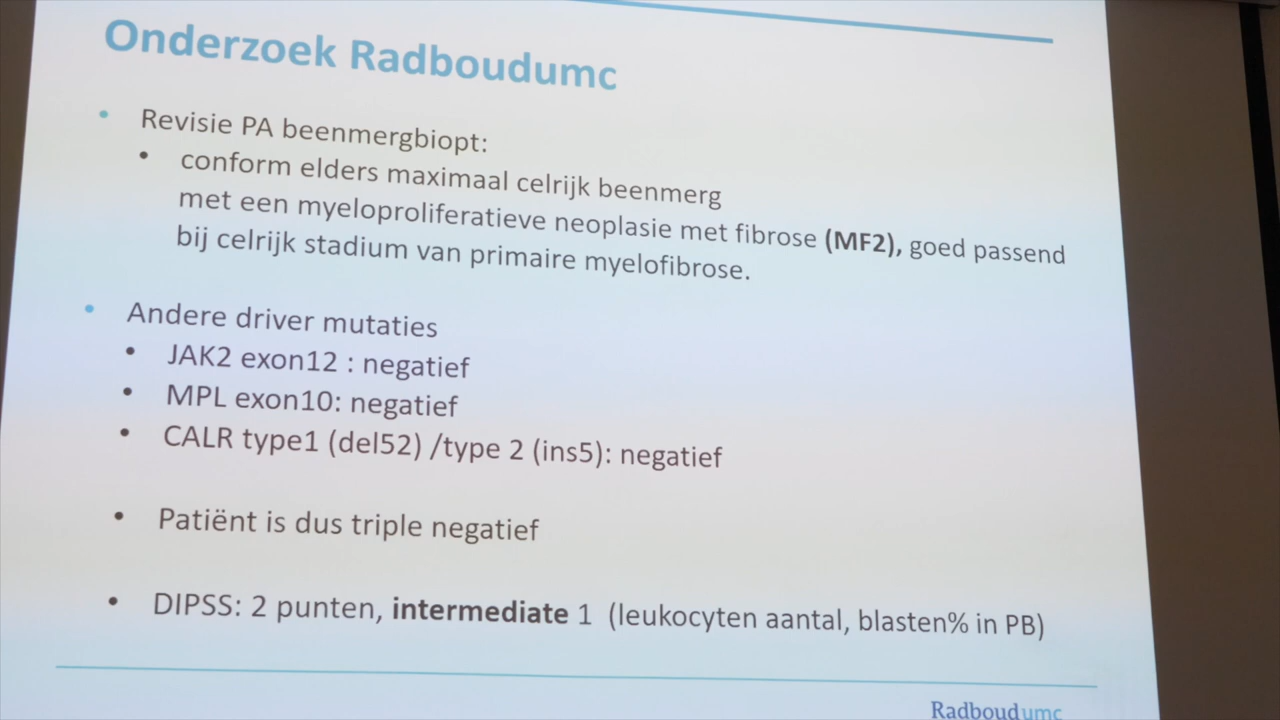 Onderzoek Radboudumc
• Revisie PA beenmergbiopt:
• conform elders maximaal celrijk beenmerg
met een myeloproliferatieve neoplasie met fibrose (MF2), goed passend
bij celrijk stadium van primaire myelofibrose.
• Andere driver mutaties
• JAK2 exon12 : negatief
• MPL exon10: negatief
• CALR type1 (del52) /type 2 (ins5): negatief
• Patiënt is dus triple negatief
• DIPSS: 2 punten, intermediate 1 (leukocyten aantal, blasten% in PB)
Radboudumc